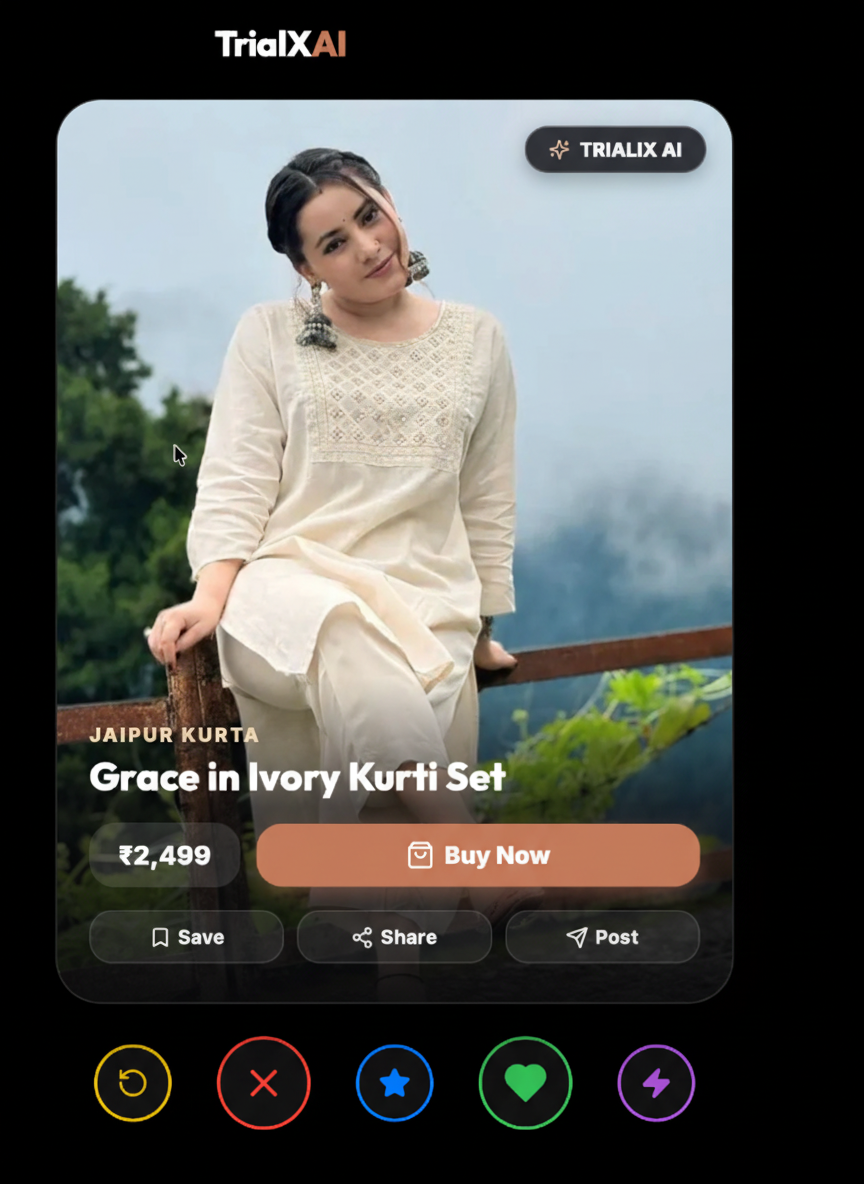 TrialXAI
TRIALIX AI
JAIPUR KURTA
Grace in Ivory Kurti Set
₹2,499
Buy Now
Save
Share
Post